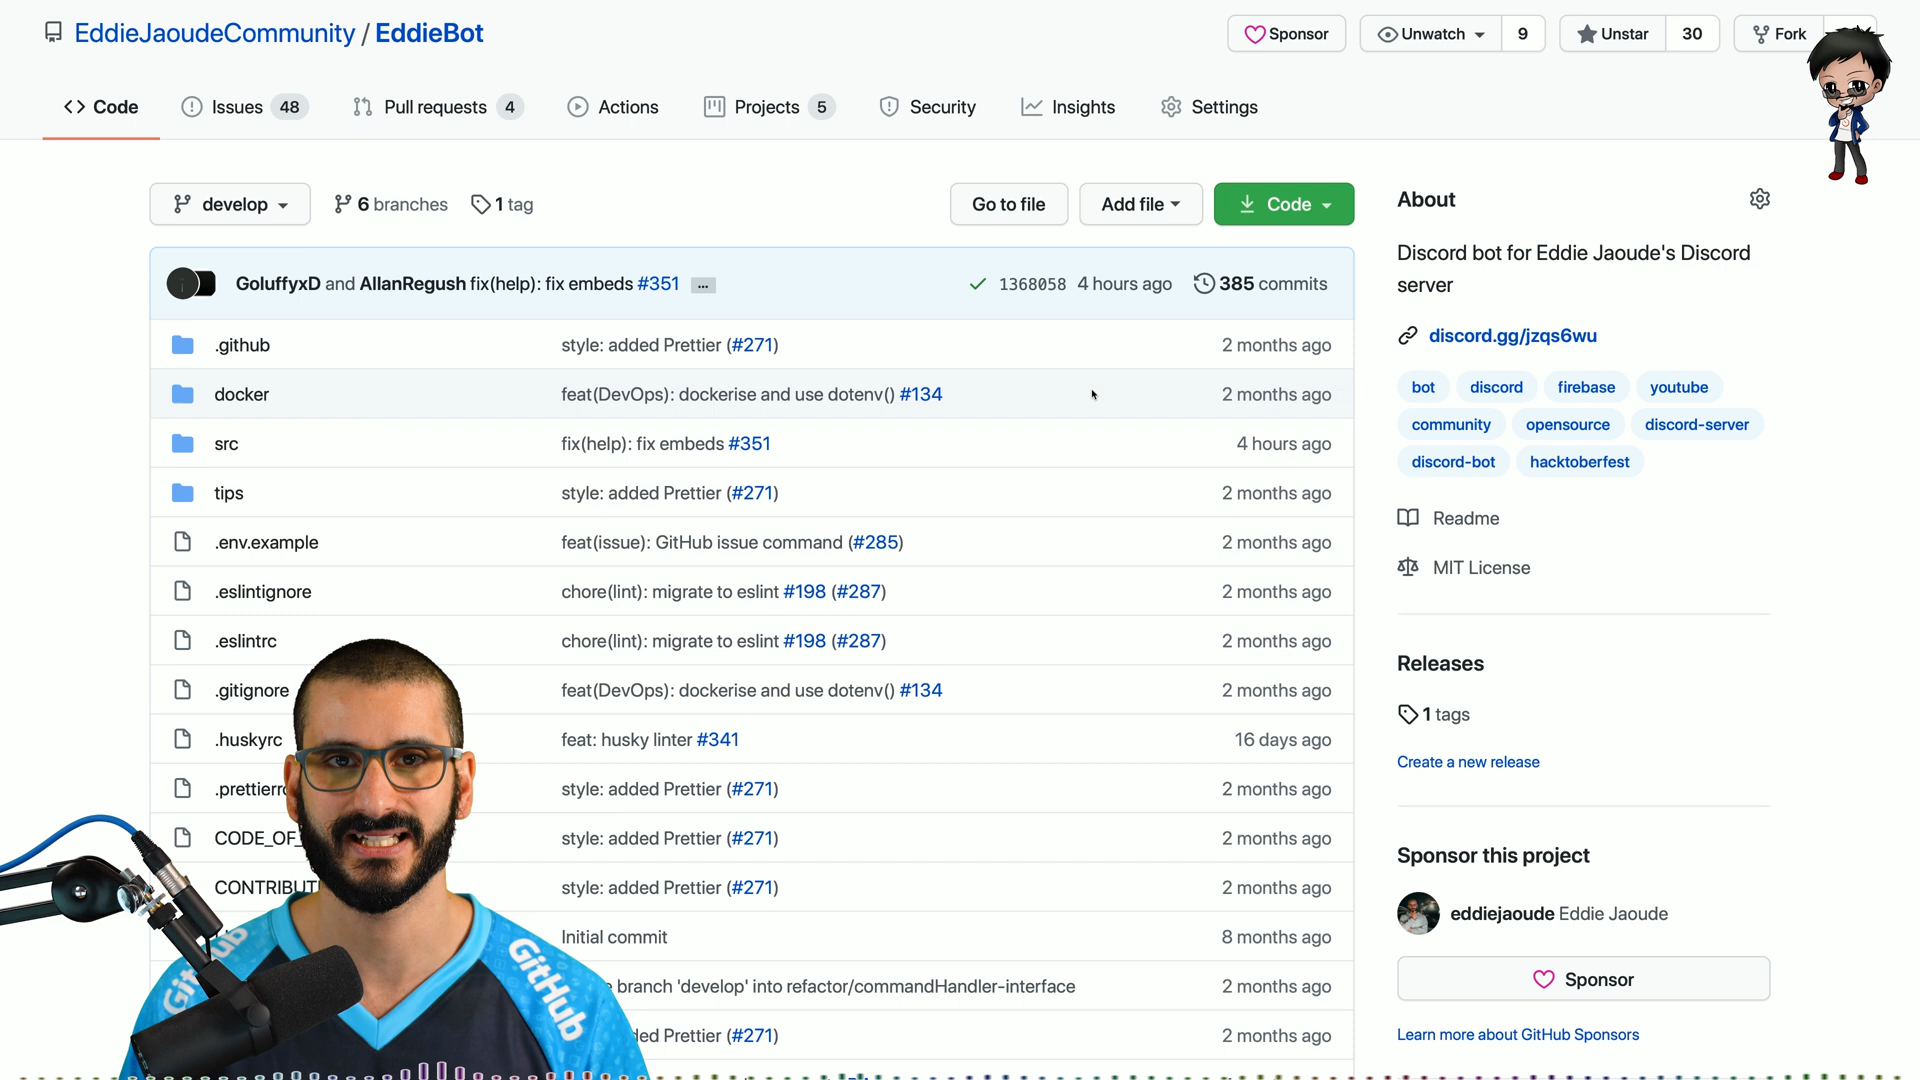 EddieJaoudeCommunity / EddieBot
Sponsor
Unwatch 9
Unstar 30
Fork
Code
Issues 48
Pull requests 4
Actions
Projects 5
Security
Insights
Settings
develop
6 branches
1 tag
Go to file
Add file
Code
GoluffyxD and AllanRegush fix(help): fix embeds #351 ...
1368058 4 hours ago
385 commits
.github style: added Prettier (#271) 2 months ago
docker feat(DevOps): dockerise and use dotenv() #134 2 months ago
src fix(help): fix embeds #351 4 hours ago
tips style: added Prettier (#271) 2 months ago
.env.example feat(issue): GitHub issue command (#285) 2 months ago
.eslintignore chore(lint): migrate to eslint #198 (#287) 2 months ago
.eslintrc chore(lint): migrate to eslint #198 (#287) 2 months ago
.gitignore feat(DevOps): dockerise and use dotenv() #134 2 months ago
.huskyrc feat: husky linter #341 16 days ago
.prettierrc style: added Prettier (#271) 2 months ago
CODE_OF_ style: added Prettier (#271) 2 months ago
CONTRIBUTI style: added Prettier (#271) 2 months ago
Initial commit 8 months ago
branch 'develop' into refactor/commandHandler-interface 2 months ago
ded Prettier (#271) 2 months ago
About
Discord bot for Eddie Jaoude's Discord
server
discord.gg/jzqs6wu
bot discord firebase youtube
community opensource discord-server
discord-bot hacktoberfest
Readme
MIT License
Releases
1 tags
Create a new release
Sponsor this project
eddiejaoude Eddie Jaoude
Sponsor
Learn more about GitHub Sponsors
GitHub